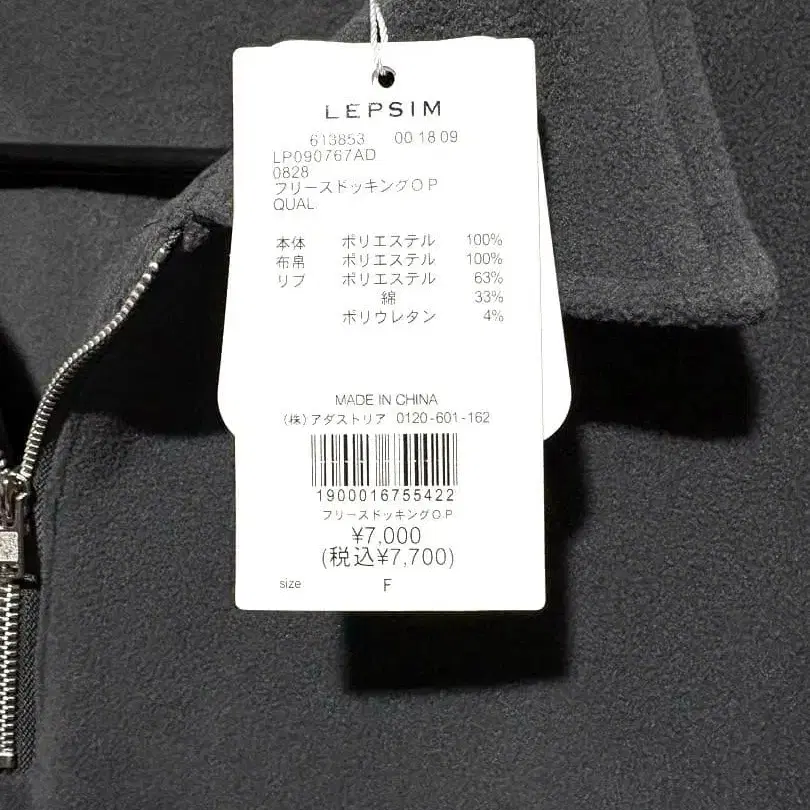 LEPSIM
613853 00 18 09
LP090767AD
0828
フリースドッキングOP
QUAL
本体 ポリエステル 100%
布帛 ポリエステル 100%
リブ ポリエステル 63%
綿 33%
ポリウレタン 4%
MADE IN CHINA
(株)アダストリア 0120-601-162
1900016755422
フリースドッキングO.P
¥7,000
(税込¥7,700)
size F